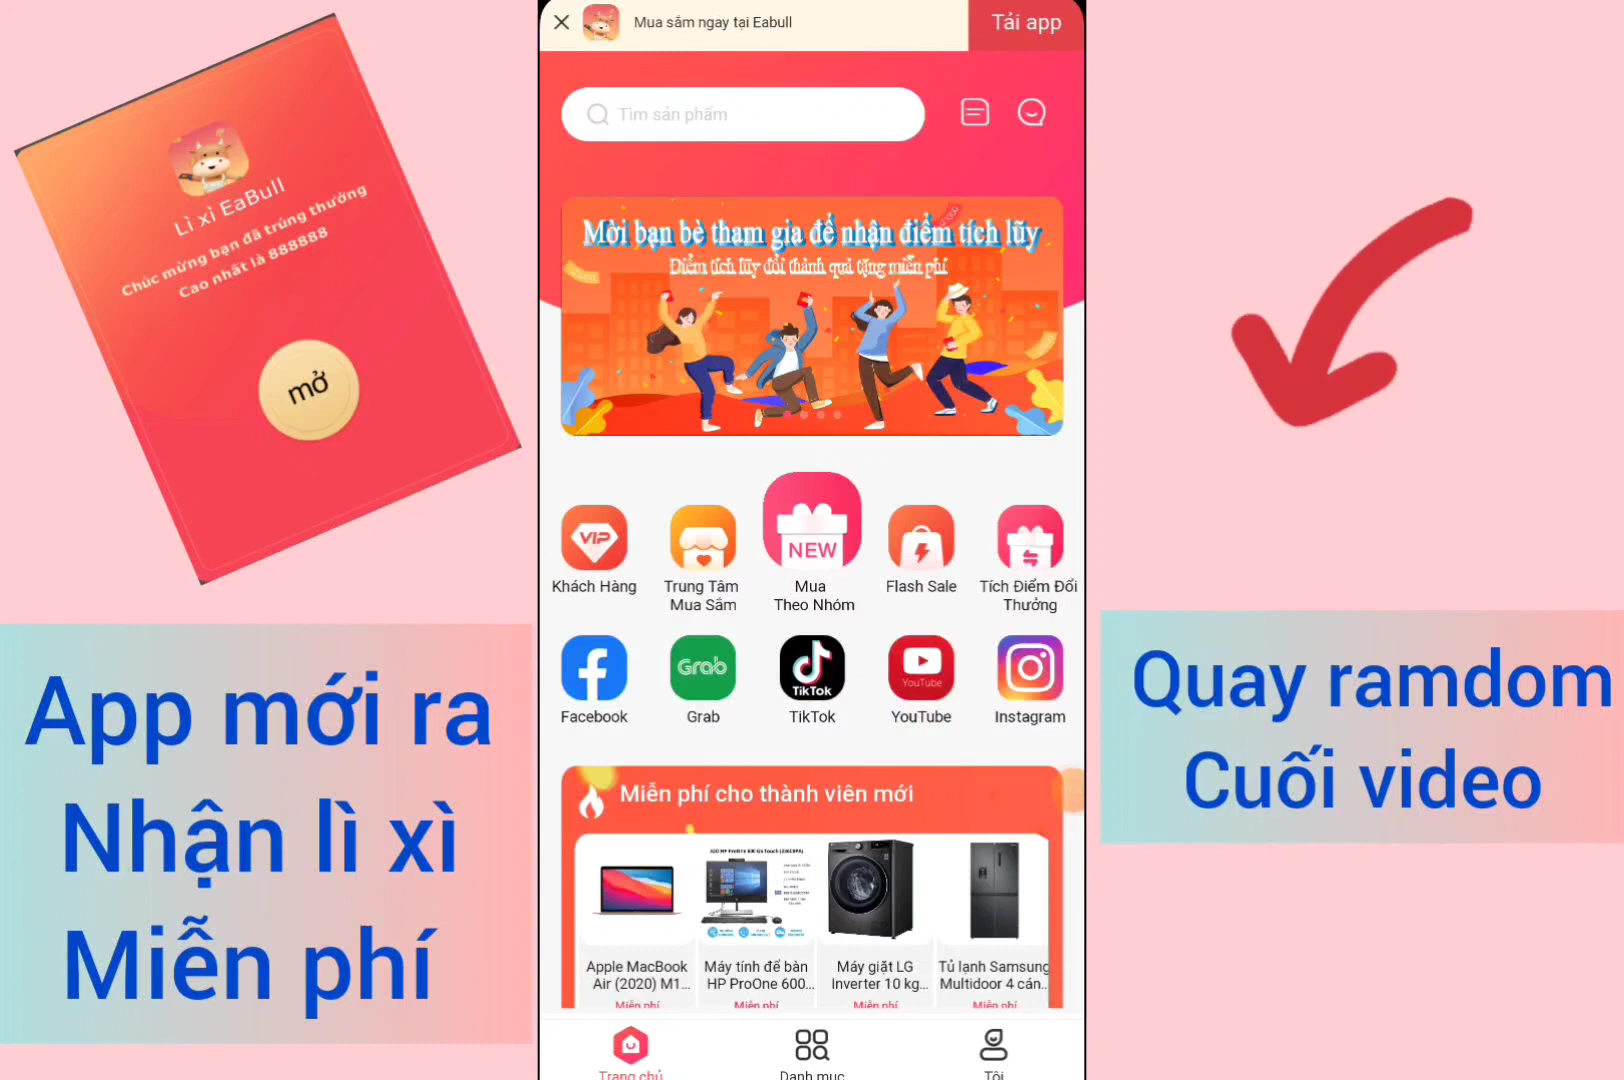 Mua sắm ngay tại Eabull
Tải app
Tìm sản phẩm
Lì xì EaBull
Chúc mừng bạn đã trúng thưởng
Cao nhất là 888888
mở
Mời bạn bè tham gia để nhận điểm tích lũy
Điểm tích lũy đổi thành quà tặng miễn phí
VIP
NEW
Khách Hàng
Trung Tâm
Mua Sắm
Mua
Theo Nhóm
Flash Sale
Tích Điểm Đổi
Thưởng
Grab
TikTok
YouTube
Facebook
Grab
TikTok
YouTube
Instagram
App mới ra
Nhận lì xì
Miễn phí
Quay ramdom
Cuối video
Miễn phí cho thành viên mới
Apple MacBook
Air (2020) M1...
Miễn phí
Máy tính để bàn
HP ProOne 600...
Miễn phí
Máy giặt LG
Inverter 10 kg...
Miễn phí
Tủ lạnh Samsung
Multidoor 4 cán...
Miễn phí
Trang chủ
Danh mục
Tôi